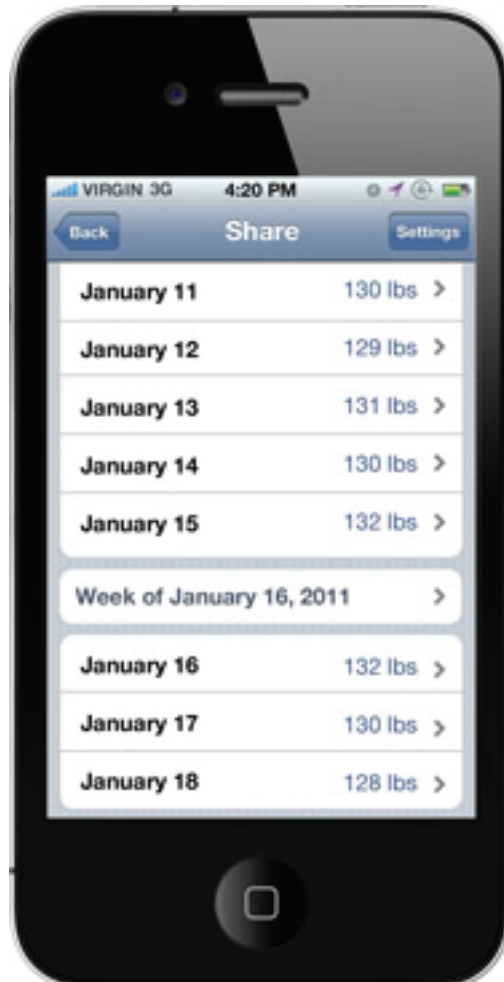 VIRGIN 3G 4:20 PM
Back Share Settings
January 11 130 lbs
January 12 129 lbs
January 13 131 lbs
January 14 130 lbs
January 15 132 lbs
Week of January 16, 2011
January 16 132 lbs
January 17 130 lbs
January 18 128 lbs